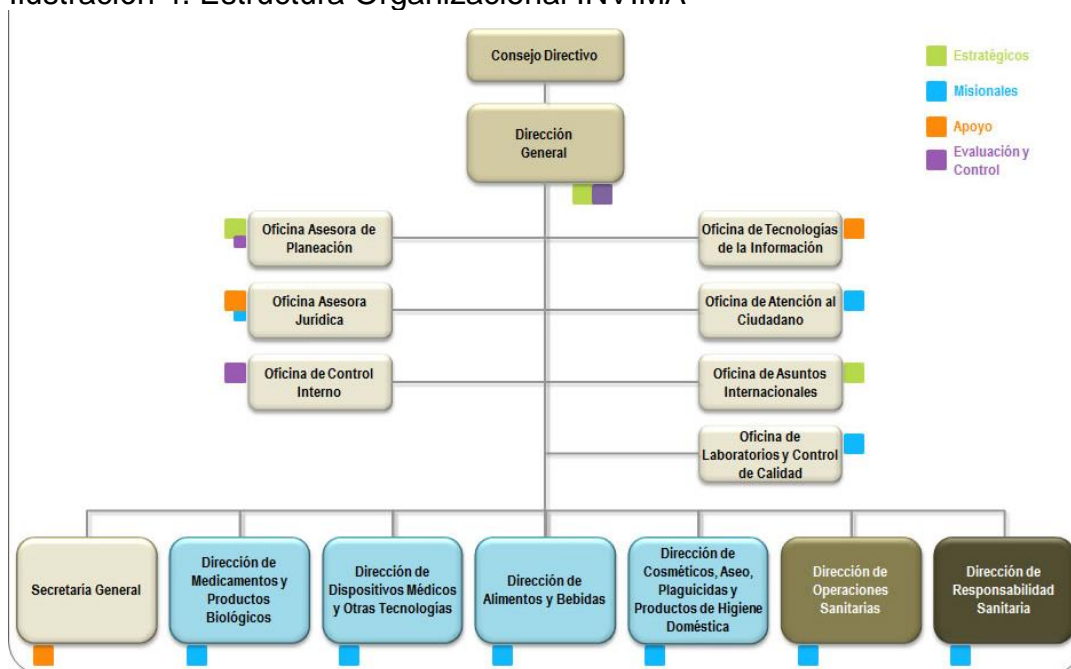 Ilustración 4. Estructura Organizacional INVIMA
Consejo Directivo
Dirección
General
Estratégicos
Misionales
Apoyo
Evaluación y
Control
Oficina Asesora de
Planeación
Oficina de Tecnologías
de la Información
Oficina Asesora
Jurídica
Oficina de Atención al
Ciudadano
Oficina de Control
Interno
Oficina de Asuntos
Internacionales
Oficina de
Laboratorios y Control
de Calidad
Secretaría General
Dirección de
Medicamentos y
Productos
Biológicos
Dirección de
Dispositivos Médicos
y Otras Tecnologías
Dirección de
Alimentos y Bebidas
Dirección de
Cosméticos, Aseo,
Plaguicidas y
Productos de Higiene
Doméstica
Dirección de
Operaciones
Sanitarias
Dirección de
Responsabilidad
Sanitaria